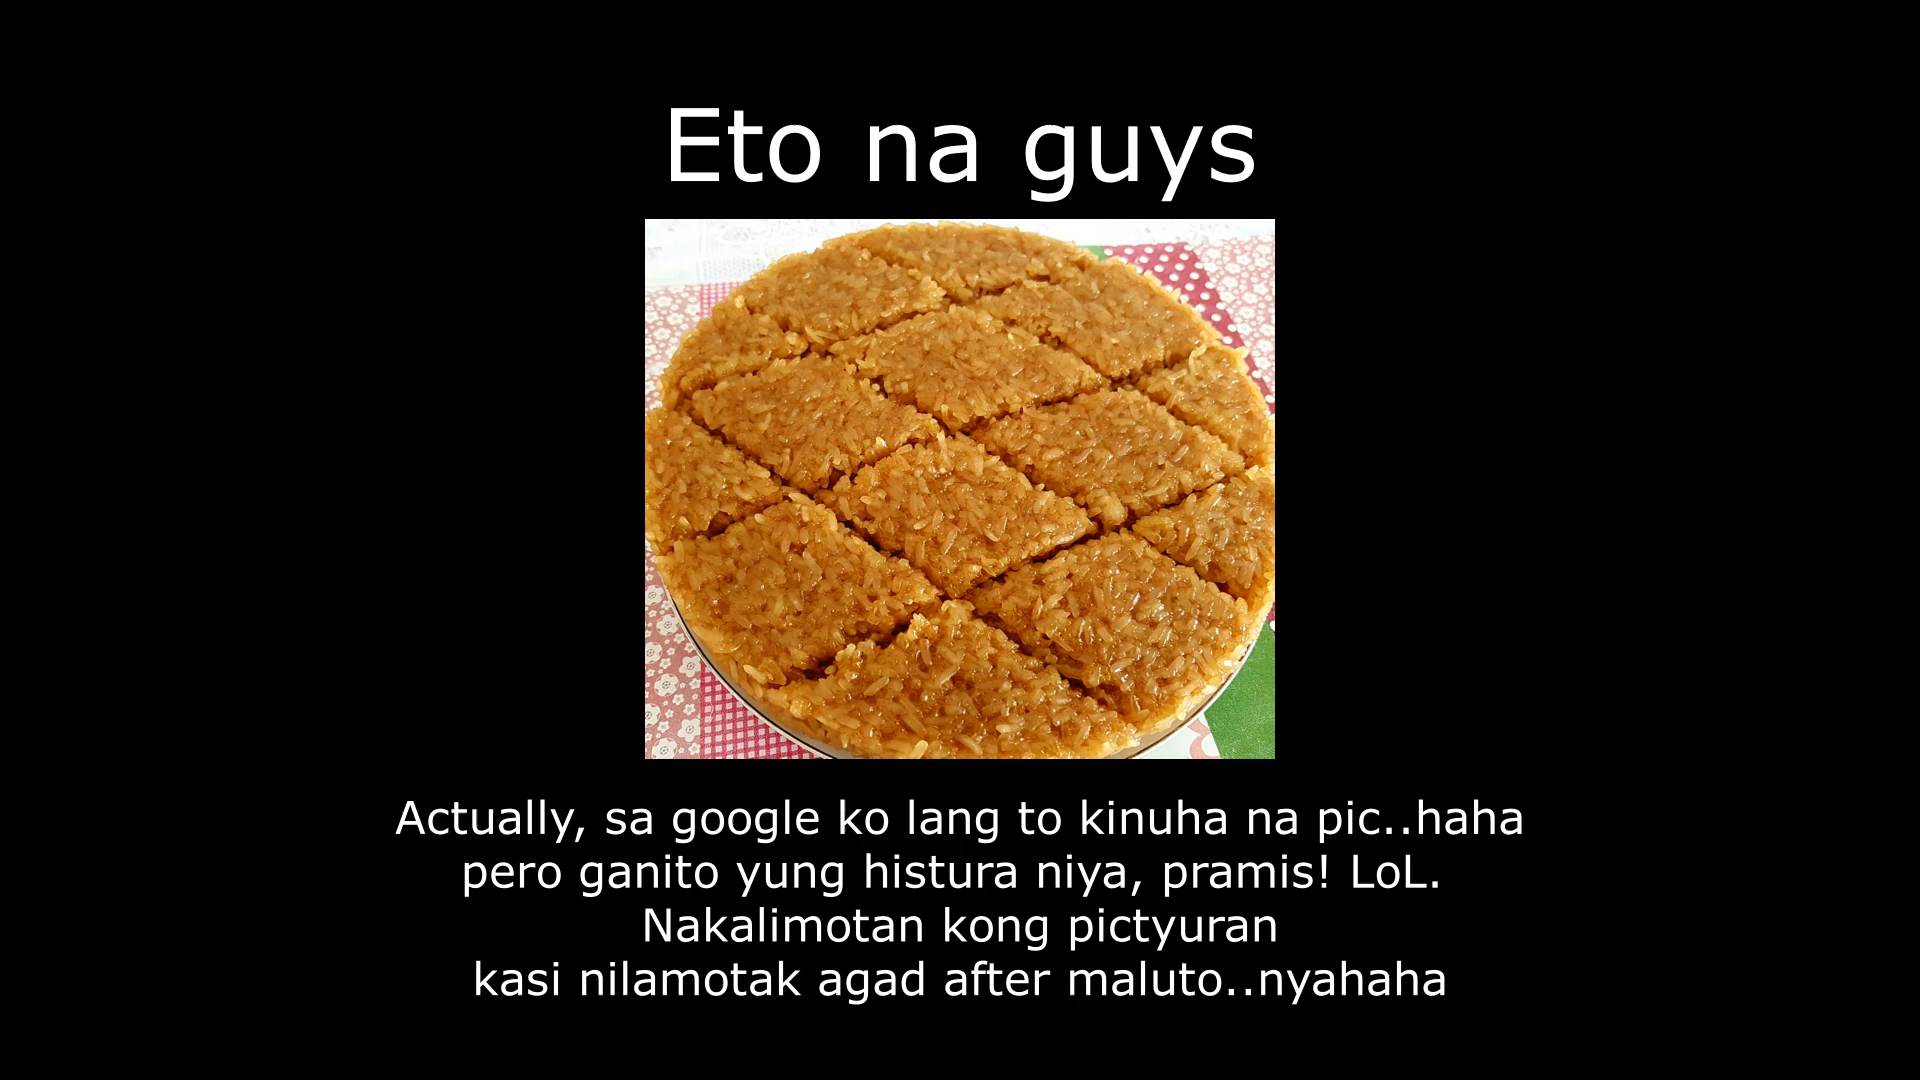 Eto na guys
Actually, sa google ko lang to kinuha na pic..haha
pero ganito yung histura niya, pramis! LoL.
Nakalimotan kong pictyuran
kasi nilamotak agad after maluto..nyahaha